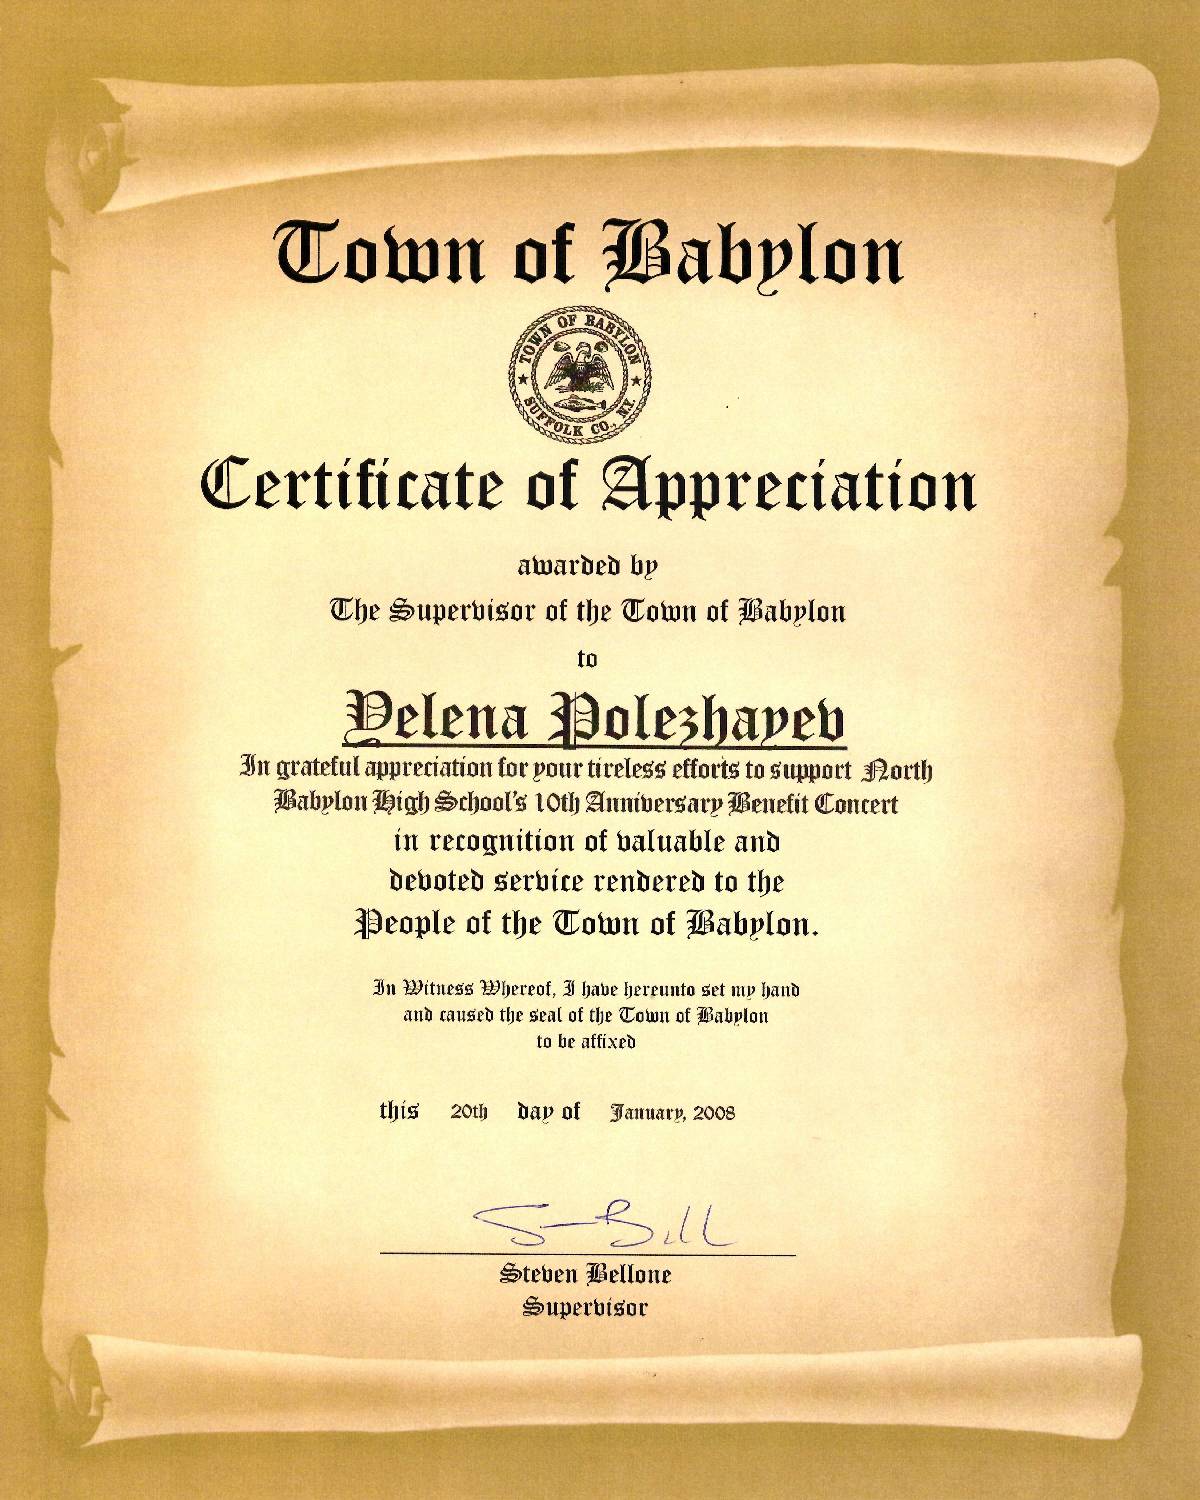 Town of Babylon
TOWN OF BABYLON
SUFFOLK CO., N.Y.
Certificate of Appreciation
awarded by
The Supervisor of the Town of Babylon
to
Yelena Polezhayev
In grateful appreciation for your tireless efforts to support North
Babylon High School's 10th Anniversary Benefit Concert
in recognition of valuable and
devoted service rendered to the
People of the Town of Babylon.
In Witness Whereof, I have hereunto set my hand
and caused the seal of the Town of Babylon
to be affixed
this 20th day of January, 2008
Steven Bellone
Supervisor